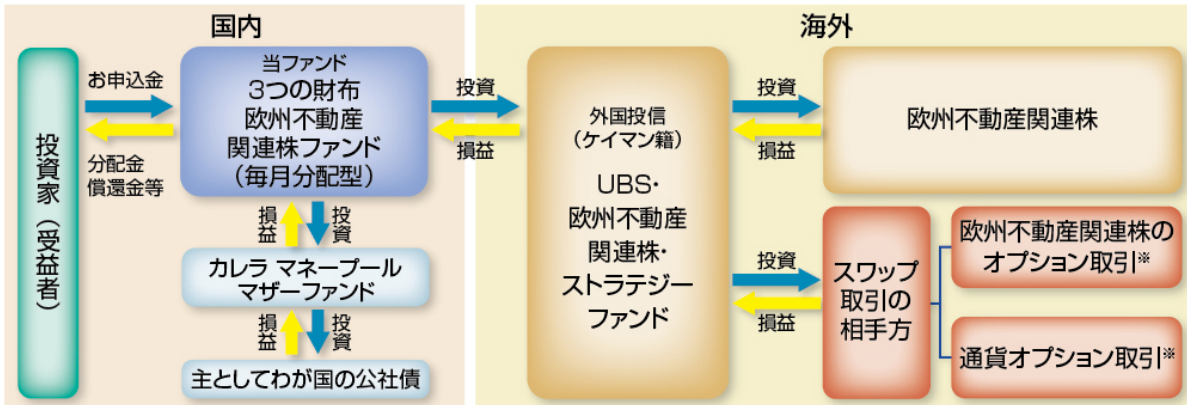 国内
投資家(受益者)
お申込金
分配金
償還金等
当ファンド
3つの財布
欧州不動産
関連株ファンド
(毎月分配型)
損益
投資
カレラ マネープール
マザーファンド
損益
投資
主としてわが国の公社債
投資
損益
海外
外国投信
(ケイマン籍)
UBS・
欧州不動産
関連株・
ストラテジー
ファンド
投資
損益
欧州不動産関連株
投資
損益
スワップ
取引の
相手方
欧州不動産関連株の
オプション取引※
通貨オプション取引※